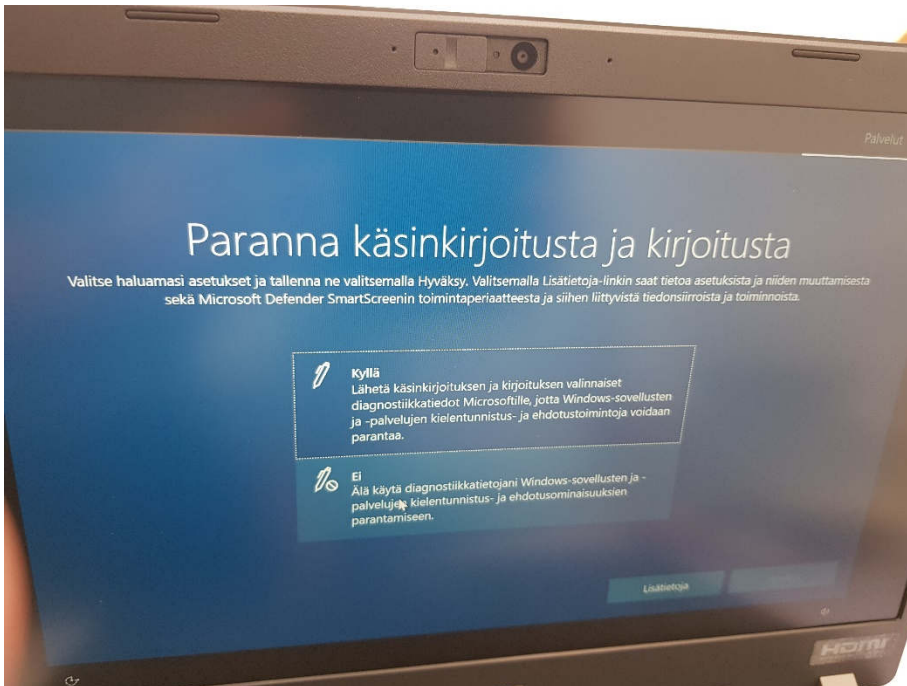 Palvelut
Paranna käsinkirjoitusta ja kirjoitusta
Valitse haluamasi asetukset ja tallenna ne valitsemalla Hyväksy. Valitsemalla Lisätietoja-linkin saat tietoa asetuksista ja niiden muuttamisesta
sekä Microsoft Defender SmartScreenin toimintaperiaatteesta ja siihen liittyvistä tiedonsiirroista ja toiminnoista.
Kyllä
Lähetä käsinkirjoituksen ja kirjoituksen valinnaiset
diagnostiikkatiedot Microsoftille, jotta Windows-sovellusten
ja -palvelujen kielentunnistus- ja ehdotustoimintoja voidaan
parantaa.
Ei
Älä käytä diagnostiikkatietojani Windows-sovellusten ja -
palvelujen kielentunnistus- ja ehdotusominaisuuksien
parantamiseen.
Lisätietoja
HDMI